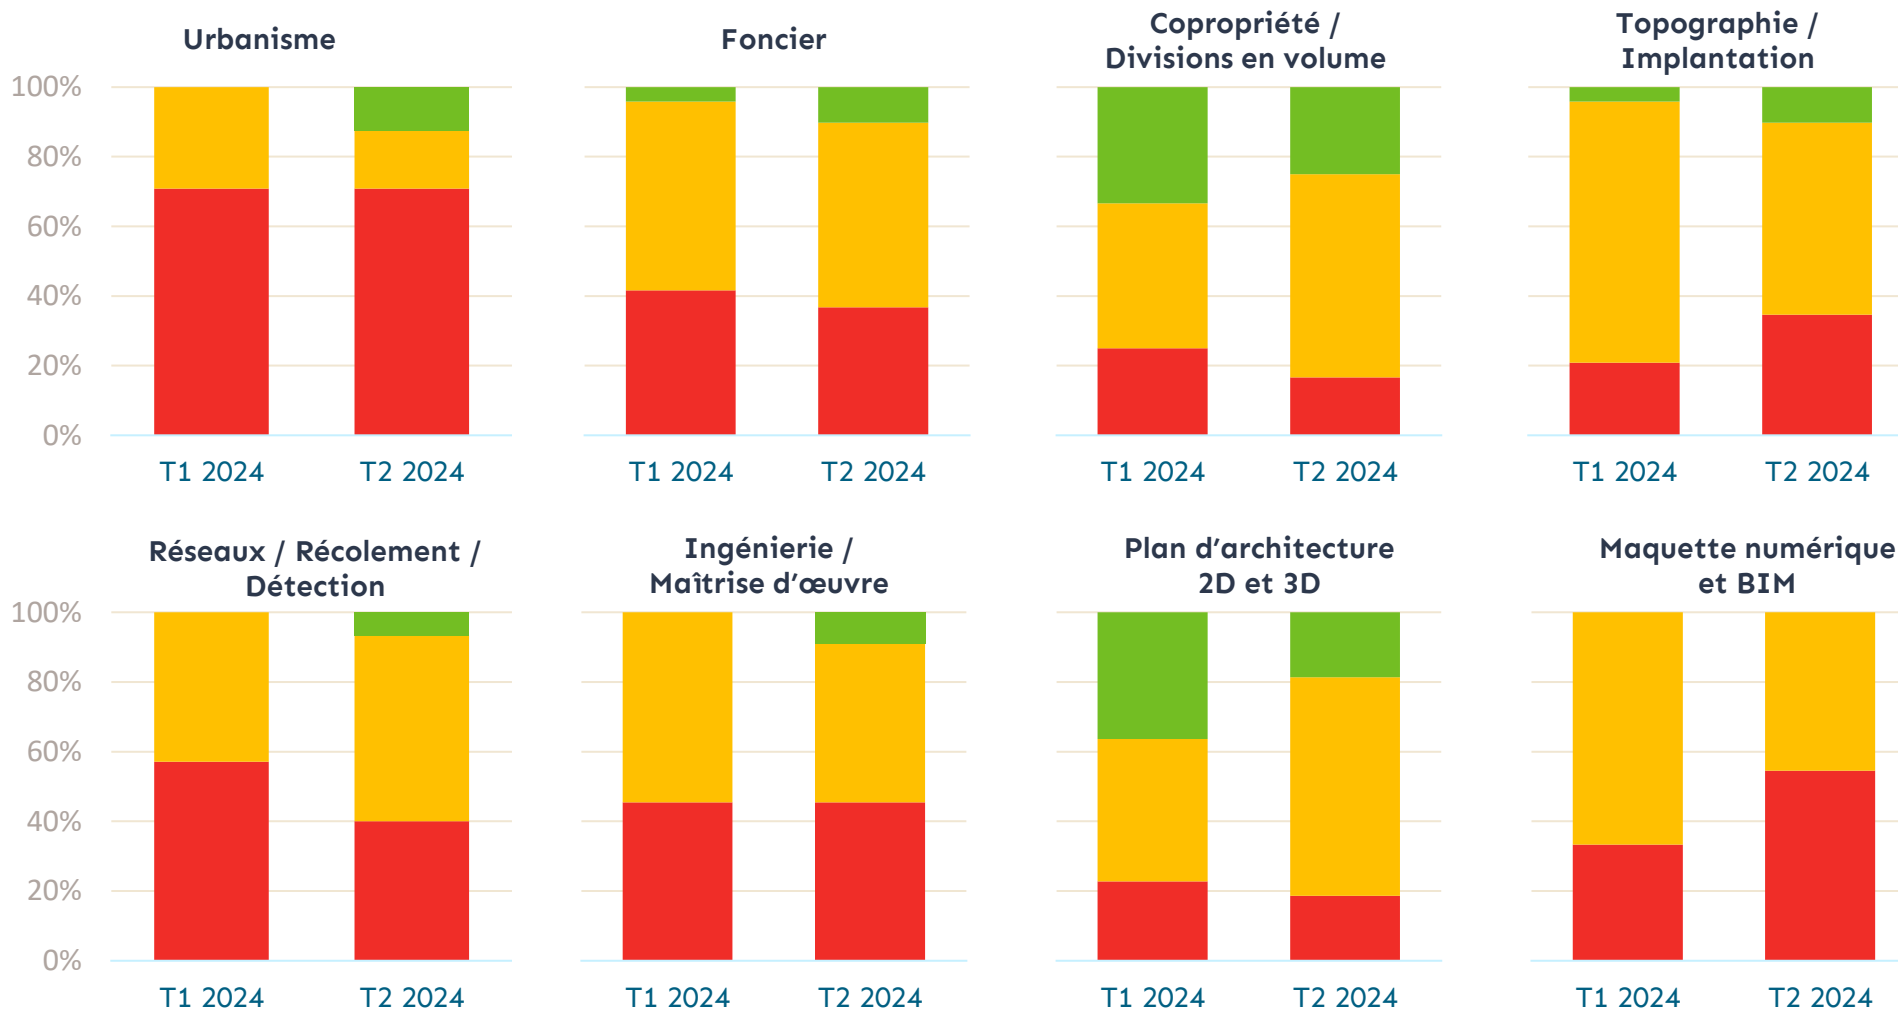 Urbanisme
Foncier
Copropriété /
Divisions en volume
Topographie /
Implantation
100%
80%
60%
40%
20%
0%
T1 2024
T2 2024
T1 2024
T2 2024
T1 2024
T2 2024
T1 2024
T2 2024
Réseaux / Récolement /
Détection
Ingénierie /
Maîtrise d’œuvre
Plan d’architecture
2D et 3D
Maquette numérique
et BIM
100%
80%
60%
40%
20%
0%
T1 2024
T2 2024
T1 2024
T2 2024
T1 2024
T2 2024
T1 2024
T2 2024